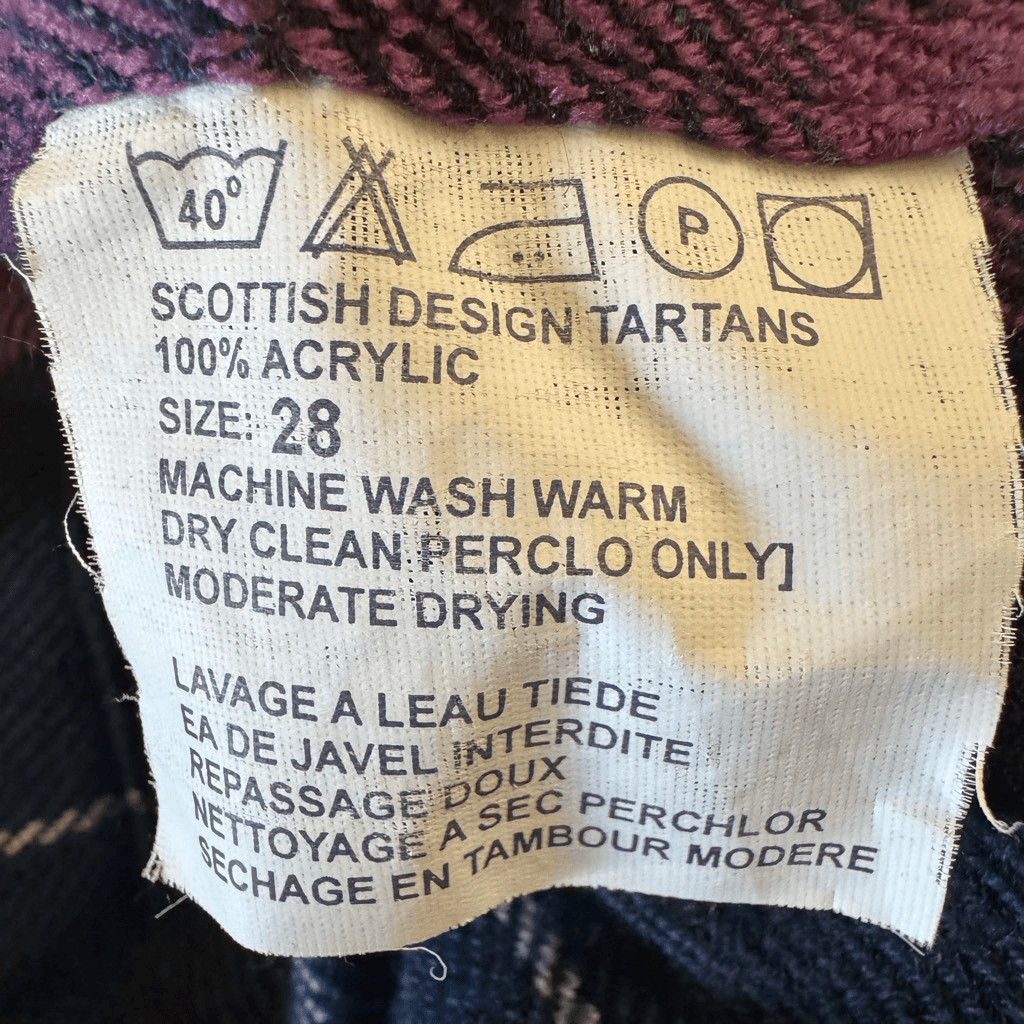 40°
P
SCOTTISH DESIGN TARTANS
100% ACRYLIC
SIZE: 28
MACHINE WASH WARM
DRY CLEAN PERCLO ONLY]
MODERATE DRYING
LAVAGE A LEAU TIEDE
EA DE JAVEL INTERDITE
REPASSAGE DOUX
NETTOYAGE A SEC PERCHLOR
SECHAGE EN TAMBOUR MODERE